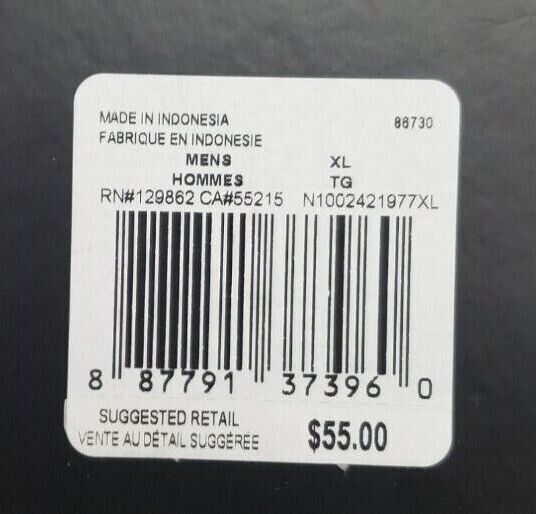 MADE IN INDONESIA 86730
FABRIQUE EN INDONESIE
MENS XL
HOMMES TG
RN#129862 CA#55215 N1002421977XL
8 87791 37396 0
SUGGESTED RETAIL
VENTE AU DÉTAIL SUGGÉRÉE $55.00